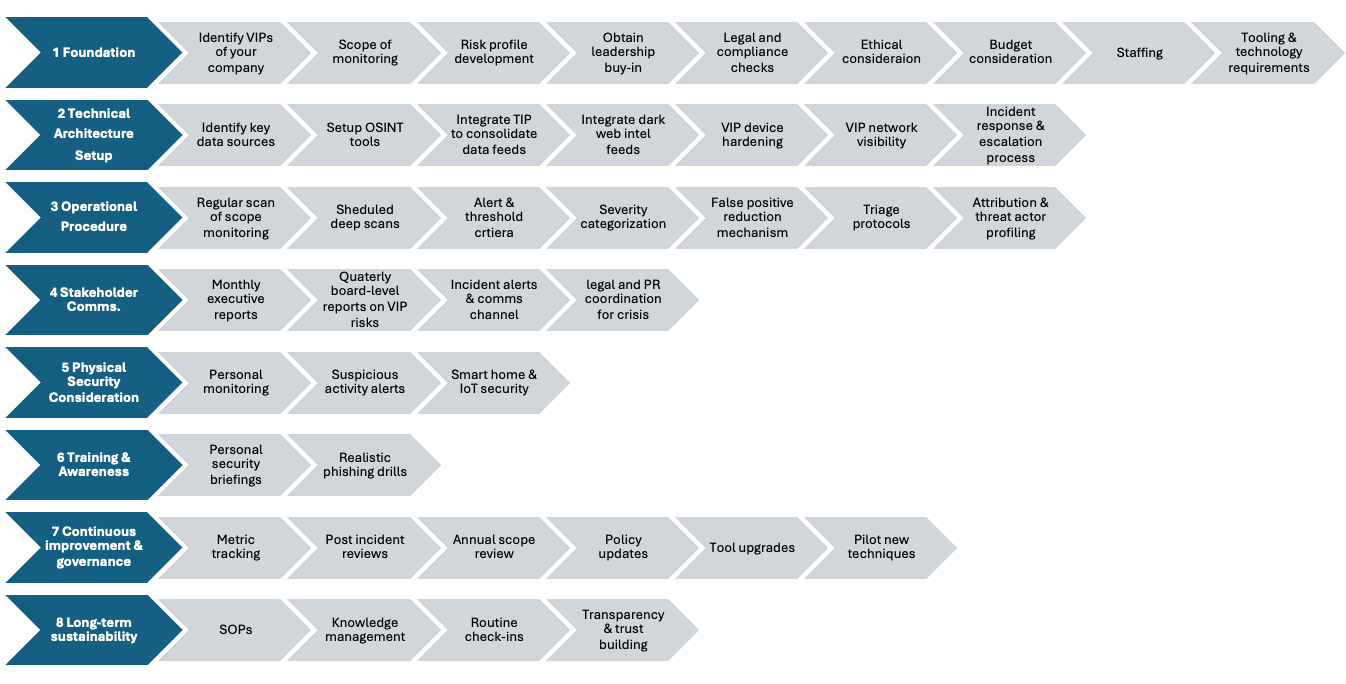 1 Foundation
Identify VIPs
of your
company
Scope of
monitoring
Risk profile
development
Obtain
leadership
buy-in
Legal and
compliance
checks
Ethical
consideraion
Budget
consideration
Staffing
Tooling &
technology
requirements
2 Technical
Architecture
Setup
Identify key
data sources
Setup OSINT
tools
Integrate TIP
to consolidate
data feeds
Integrate dark
web intel
feeds
VIP device
hardening
VIP network
visibility
Incident
response &
escalation
process
3 Operational
Procedure
Regular scan
of scope
monitoring
Sheduled
deep scans
Alert &
threshold
crtiera
Severity
categorization
False positive
reduction
mechanism
Triage
protocols
Attribution &
threat actor
profiling
4 Stakeholder
Comms.
Monthly
executive
reports
Quaterly
board-level
reports on VIP
risks
Incident alerts
& comms
channel
legal and PR
coordination
for crisis
5 Physical
Security
Consideration
Personal
monitoring
Suspicious
activity alerts
Smart home &
IoT security
6 Training &
Awareness
Personal
security
briefings
Realistic
phishing drills
7 Continuous
improvement &
governance
Metric
tracking
Post incident
reviews
Annual scope
review
Policy
updates
Tool upgrades
Pilot new
techniques
8 Long-term
sustainability
SOPs
Knowledge
management
Routine
check-ins
Transparency
& trust
building